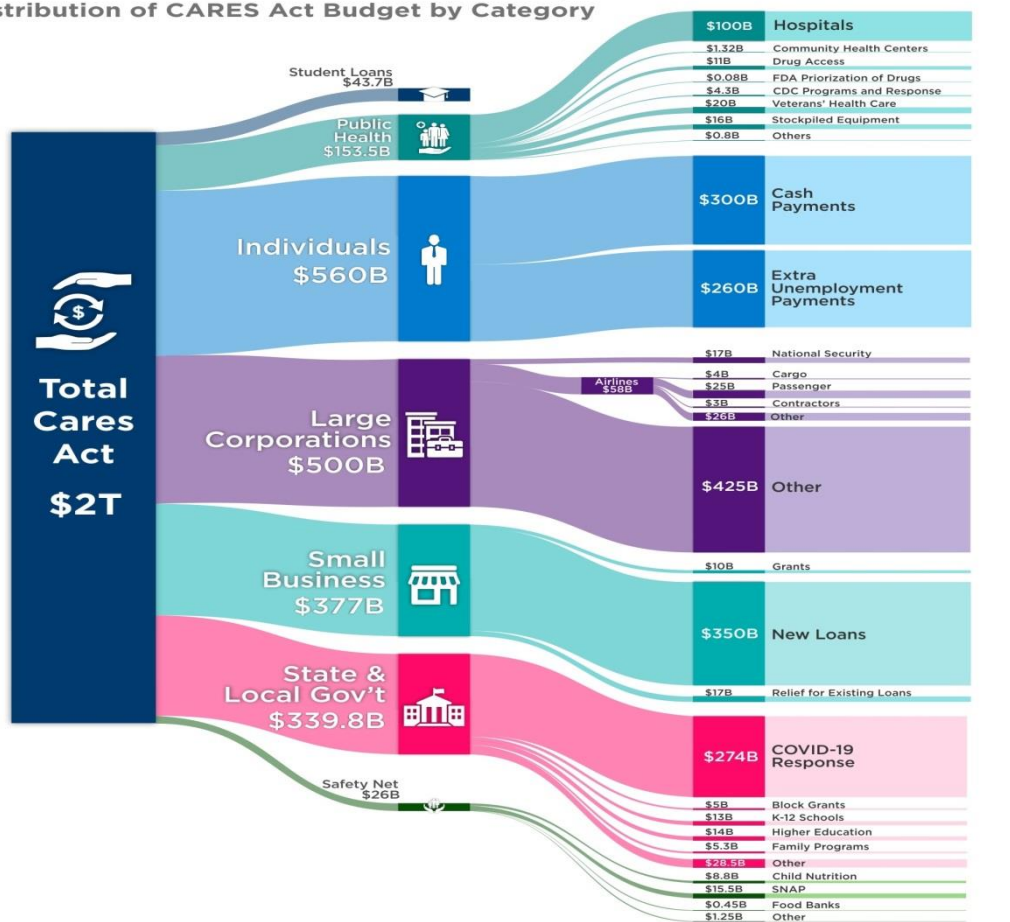 stribution of CARES Act Budget by Category
Total
Cares
Act
$2T
Student Loans
$43.7B
Public
Health
$153.5B
Individuals
$560B
Large
Corporations
$500B
Small
Business
$377B
State &
Local Gov't
$339.8B
Safety Net
$26B
Airlines
$58B
$100B Hospitals
$1.32B Community Health Centers
$11B Drug Access
$0.08B FDA Priorization of Drugs
$4.3B CDC Programs and Response
$20B Veterans' Health Care
$16B Stockpiled Equipment
$0.8B Others
$300B Cash
Payments
$260B Extra
Unemployment
Payments
$17B National Security
$4B Cargo
$25B Passenger
$3B Contractors
$26B Other
$425B Other
$10B Grants
$350B New Loans
$17B Relief for Existing Loans
$274B COVID-19
Response
$5B Block Grants
$13B K-12 Schools
$14B Higher Education
$5.3B Family Programs
$28.5B Other
$8.8B Child Nutrition
$15.5B SNAP
$0.45B Food Banks
$1.25B Other